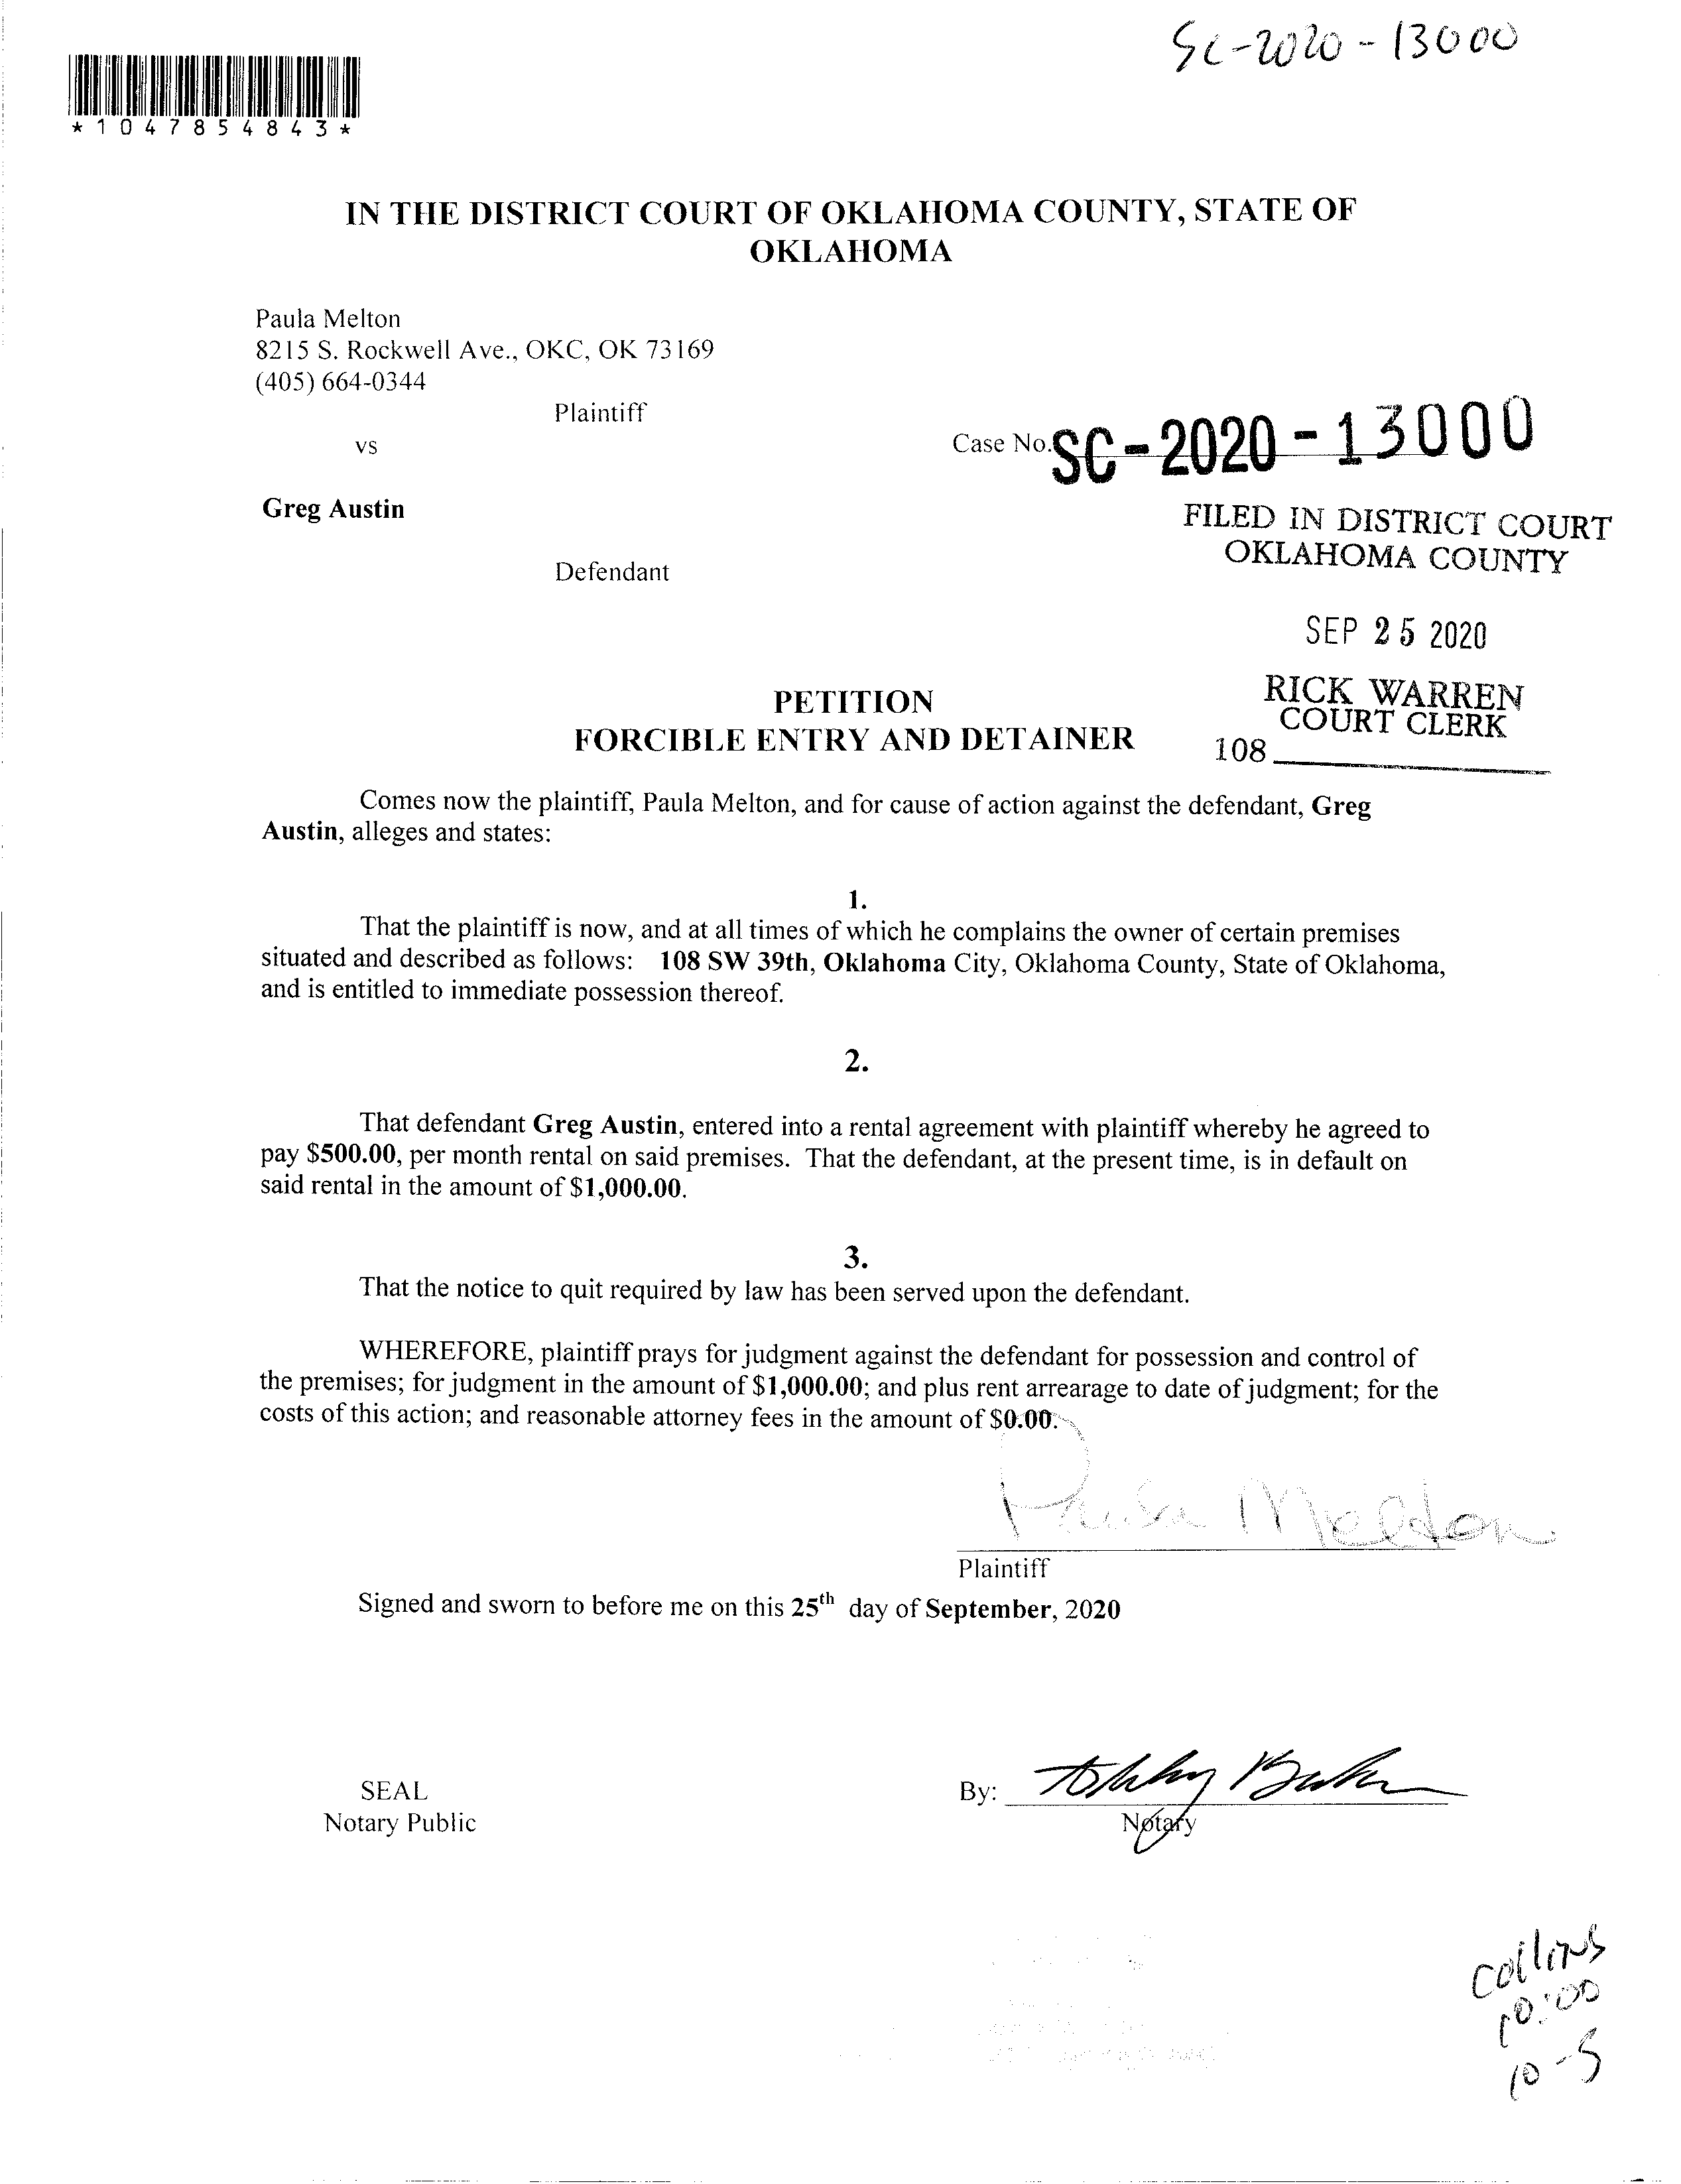 SC-2020-13000
*1047854843*
IN THE DISTRICT COURT OF OKLAHOMA COUNTY, STATE OF
OKLAHOMA
Paula Melton
8215 S. Rockwell Ave., OKC, OK 73169
(405) 664-0344
Plaintiff
vs
Case No. SC-2020-13000
Greg Austin
FILED IN DISTRICT COURT
OKLAHOMA COUNTY
Defendant
SEP 25 2020
RICK WARREN
COURT CLERK
108
PETITION
FORCIBLE ENTRY AND DETAINER
Comes now the plaintiff, Paula Melton, and for cause of action against the defendant, Greg
Austin, alleges and states:
1.
That the plaintiff is now, and at all times of which he complains the owner of certain premises
situated and described as follows: 108 SW 39th, Oklahoma City, Oklahoma County, State of Oklahoma,
and is entitled to immediate possession thereof.
2.
That defendant Greg Austin, entered into a rental agreement with plaintiff whereby he agreed to
pay $500.00, per month rental on said premises. That the defendant, at the present time, is in default on
said rental in the amount of $1,000.00.
3.
That the notice to quit required by law has been served upon the defendant.
WHEREFORE, plaintiff prays for judgment against the defendant for possession and control of
the premises; for judgment in the amount of $1,000.00; and plus rent arrearage to date of judgment; for the
costs of this action; and reasonable attorney fees in the amount of $0.00.
Paula Melton
Plaintiff
Signed and sworn to before me on this 25th day of September, 2020
SEAL
Notary Public
By:
Notary
Collins
10:00
10-5